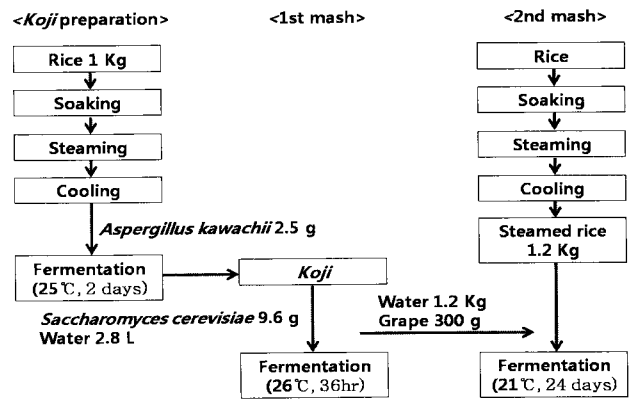 <Koji preparation>
Rice 1 Kg
Soaking
Steaming
Cooling
Aspergillus kawachii 2.5 g
Fermentation
(25℃, 2 days)
<1st mash>
Koji
Saccharomyces cerevisiae 9.6 g
Water 2.8 L
Fermentation
(26℃, 36hr)
Water 1.2 Kg
Grape 300 g
<2nd mash>
Rice
Soaking
Steaming
Cooling
Steamed rice
1.2 Kg
Fermentation
(21℃, 24 days)